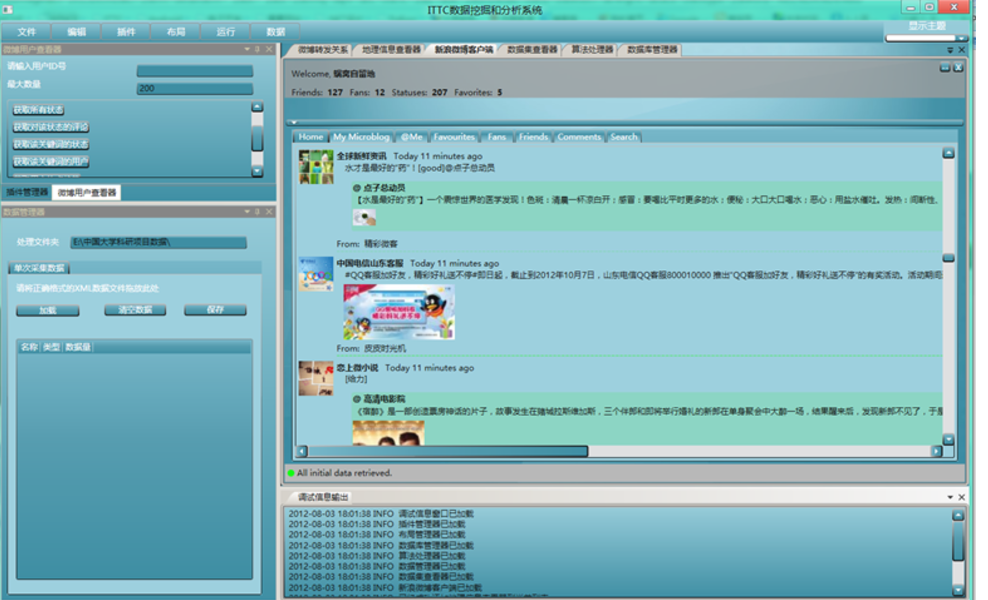 ITTC数据挖掘和分析系统
文件 编辑 插件 布局 运行 数据
显示主题
微博用户查看器
请输入用户ID号
最大数量 200
获取所有状态
获取对该状态的评论
获取该关键词的状态
获取该关键词的用户
插件管理器 微博用户查看器
数据管理器
处理文件夹 E:\中国大学科研项目数据\
单次采集数据
请将正确格式的XML数据文件拖放此处
加载 清空数据 保存
名称 类型 数据量
微博转发关系 地理信息查看器 新浪微博客户端 数据集查看器 算法处理器 数据库管理器
Welcome, 蜗窝自留地
Friends: 127 Fans: 12 Statuses: 207 Favorites: 5
Home My Microblog @Me Favourites Fans Friends Comments Search
全球新鲜资讯 Today 11 minutes ago
水才是最好的“药”！[good]@点子总动员
@ 点子总动员
【水是最好的“药”】一个震惊世界的医学发现！色斑：清晨一杯凉白开；感冒：要喝比平时更多的水；便秘：大口大口喝水；恶心：用盐水催吐。发热：间断性、
From: 精彩微客
中国电信山东客服 Today 11 minutes ago
#QQ客服加好友，精彩好礼送不停#即日起，截止到2012年10月7日，山东电信QQ客服800010000 推出“QQ客服加好友，精彩好礼送不停”的有奖活动。活动期间
QQ客服加好友
精彩好礼送不停
From: 皮皮时光机
恋上微小说 Today 11 minutes ago
[给力]
@ 高清电影院
《宿醉》是一部创造票房神话的片子，故事发生在赌城拉斯维加斯，三个伴郎和即将举行婚礼的新郎在单身聚会中大醉一场，结果醒来后，发现新郎不见了，于是
All initial data retrieved.
调试信息输出
2012-08-03 18:01:38 INFO 调试信息窗口已加载
2012-08-03 18:01:38 INFO 插件管理器已加载
2012-08-03 18:01:38 INFO 布局管理器已加载
2012-08-03 18:01:38 INFO 数据库管理器已加载
2012-08-03 18:01:38 INFO 算法处理器已加载
2012-08-03 18:01:38 INFO 数据管理器已加载
2012-08-03 18:01:38 INFO 数据集查看器已加载
2012-08-03 18:01:38 INFO 新浪微博客户端已加载